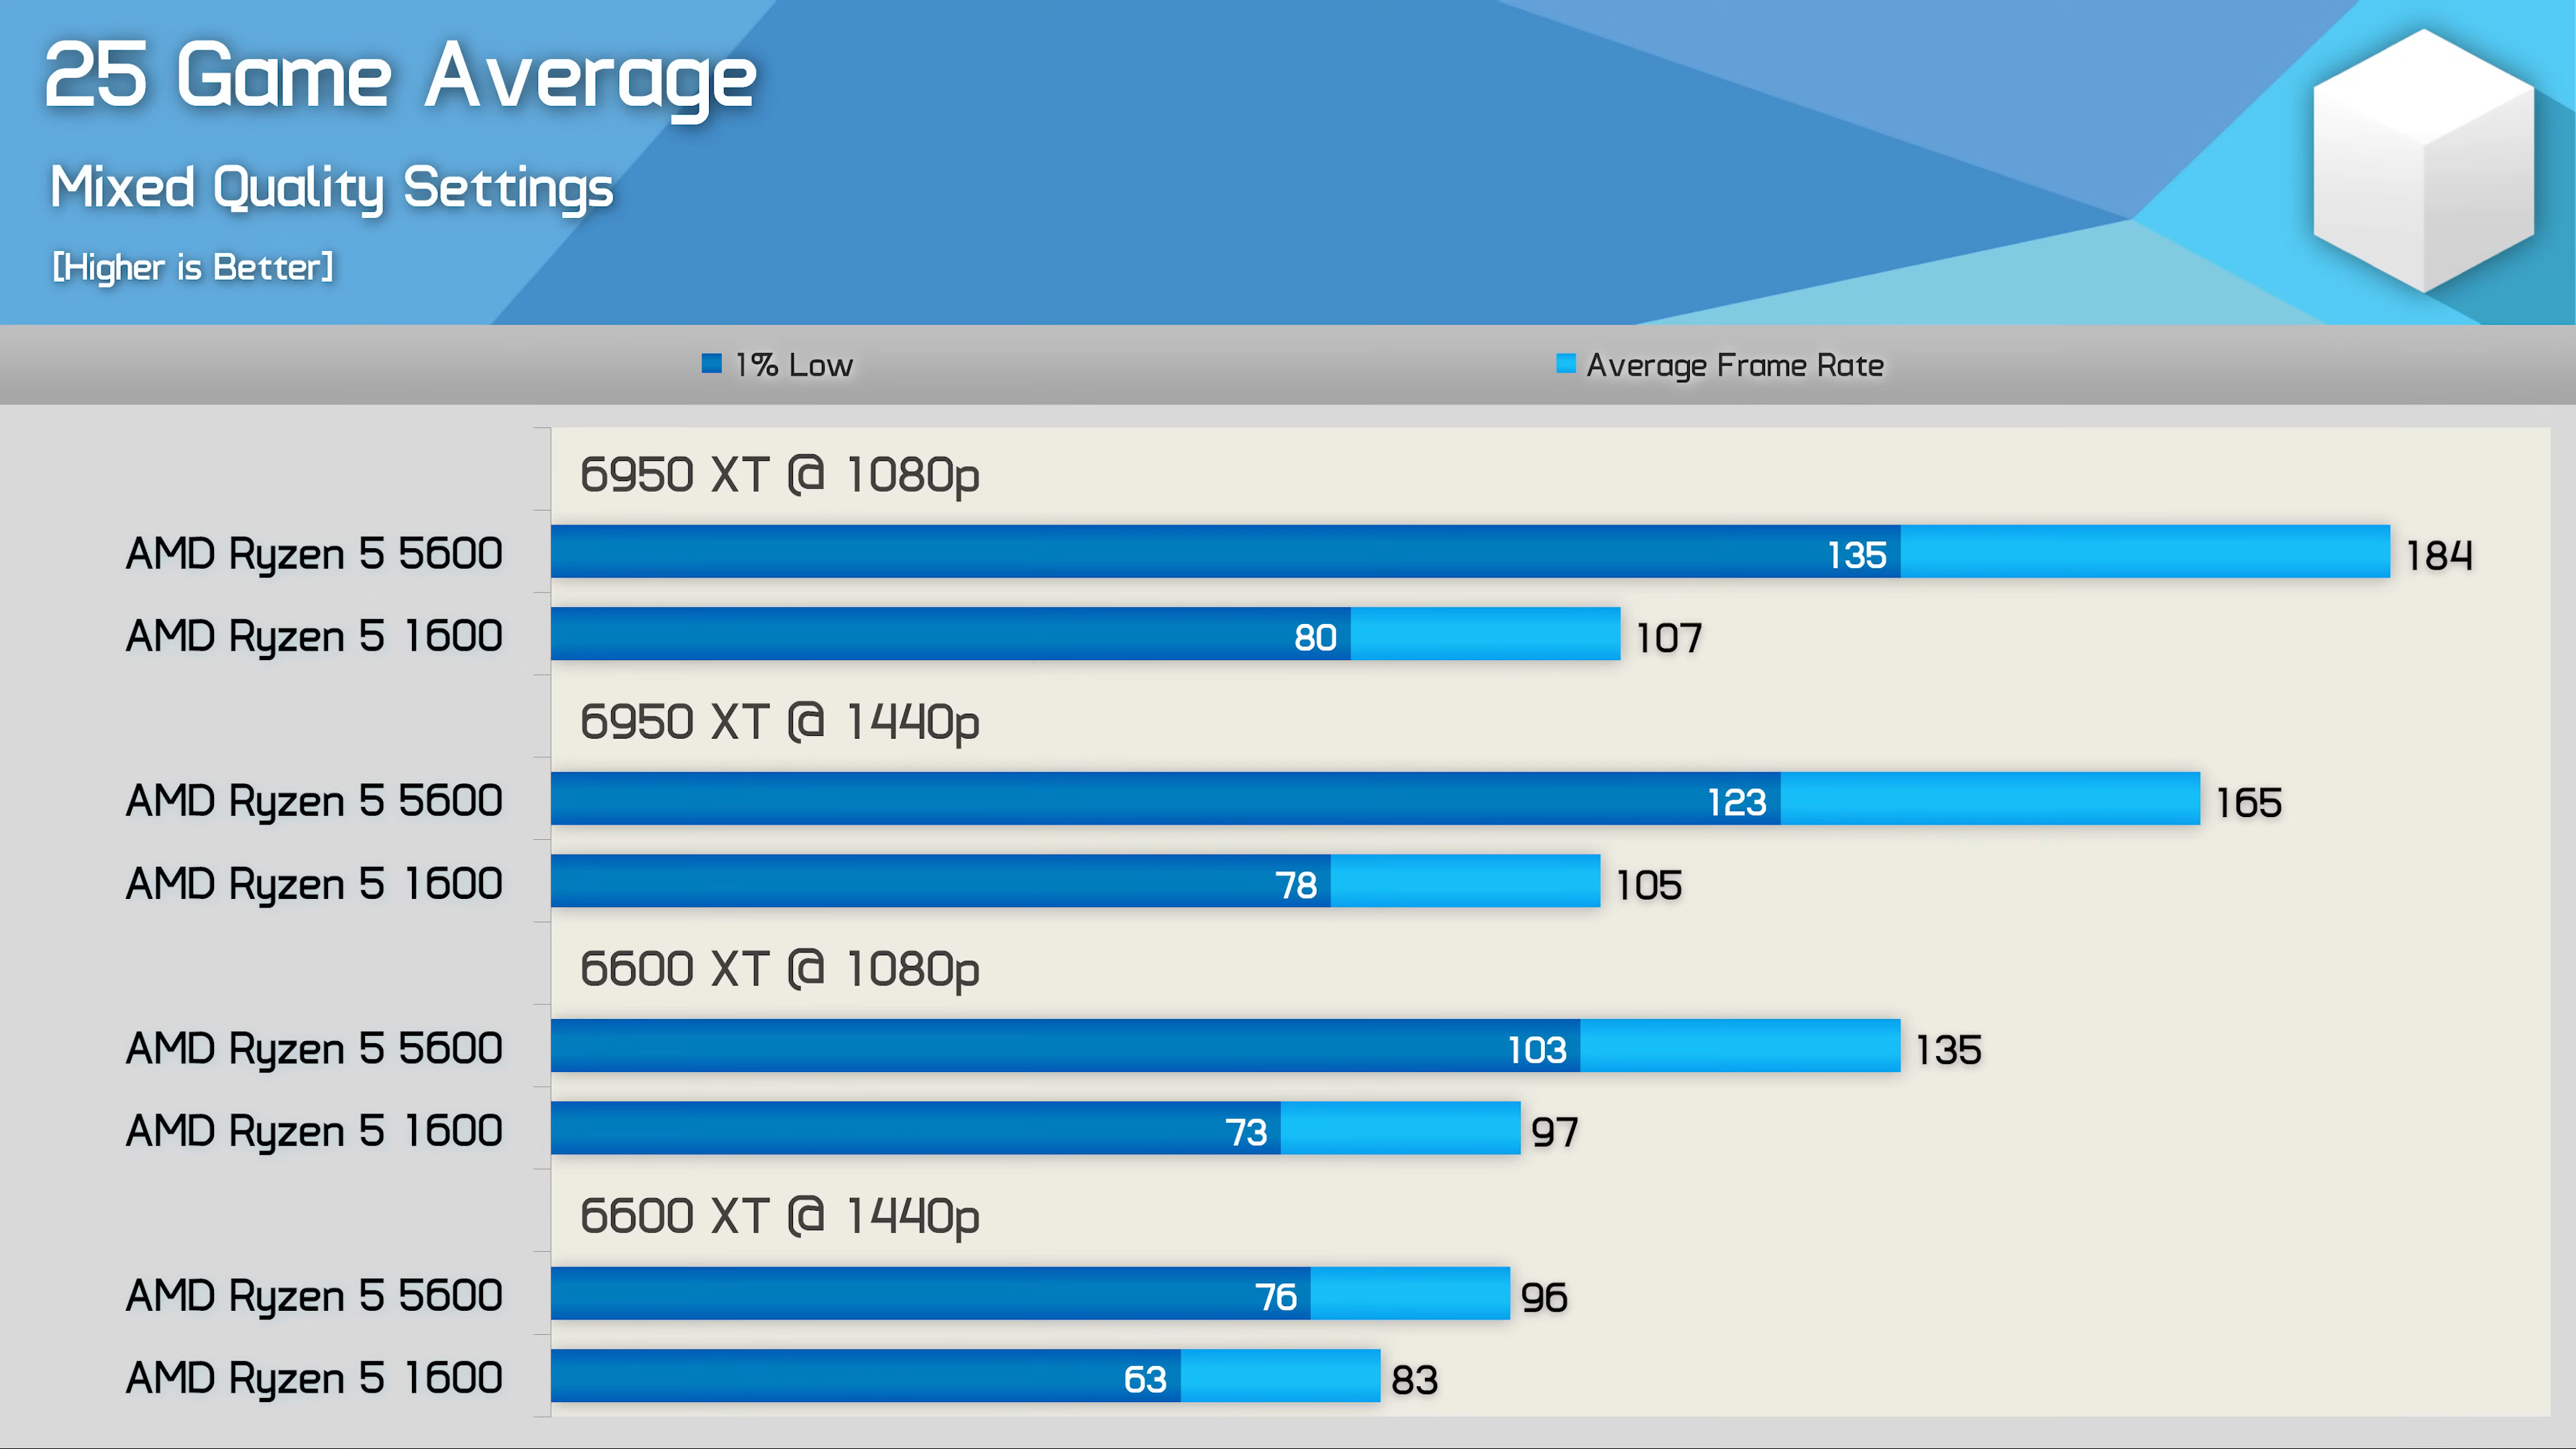 25 Game Average
Mixed Quality Settings
[Higher is Better]
1% Low
Average Frame Rate
6950 XT @ 1080p
AMD Ryzen 5 5600 135 184
AMD Ryzen 5 1600 80 107
6950 XT @ 1440p
AMD Ryzen 5 5600 123 165
AMD Ryzen 5 1600 78 105
6600 XT @ 1080p
AMD Ryzen 5 5600 103 135
AMD Ryzen 5 1600 73 97
6600 XT @ 1440p
AMD Ryzen 5 5600 76 96
AMD Ryzen 5 1600 63 83